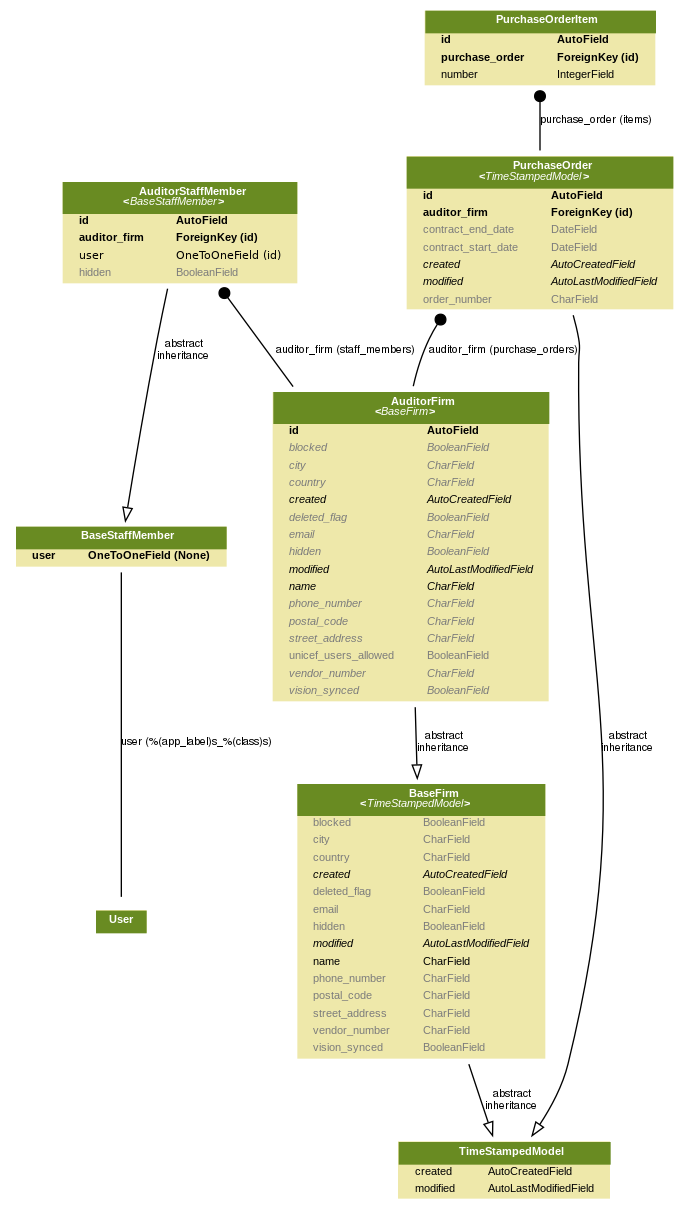 PurchaseOrderItem
id AutoField
purchase_order ForeignKey (id)
number IntegerField
purchase_order (items)
PurchaseOrder
<TimeStampedModel>
id AutoField
auditor_firm ForeignKey (id)
contract_end_date DateField
contract_start_date DateField
created AutoCreatedField
modified AutoLastModifiedField
order_number CharField
AuditorStaffMember
<BaseStaffMember>
id AutoField
auditor_firm ForeignKey (id)
user OneToOneField (id)
hidden BooleanField
abstract
inheritance
auditor_firm (staff_members)
auditor_firm (purchase_orders)
AuditorFirm
<BaseFirm>
id AutoField
blocked BooleanField
city CharField
country CharField
created AutoCreatedField
deleted_flag BooleanField
email CharField
hidden BooleanField
modified AutoLastModifiedField
name CharField
phone_number CharField
postal_code CharField
street_address CharField
unicef_users_allowed BooleanField
vendor_number CharField
vision_synced BooleanField
BaseStaffMember
user OneToOneField (None)
user (%(app_label)s_%(class)s)
abstract
inheritance
abstract
inheritance
BaseFirm
<TimeStampedModel>
blocked BooleanField
city CharField
country CharField
created AutoCreatedField
deleted_flag BooleanField
email CharField
hidden BooleanField
modified AutoLastModifiedField
name CharField
phone_number CharField
postal_code CharField
street_address CharField
vendor_number CharField
vision_synced BooleanField
User
abstract
inheritance
TimeStampedModel
created AutoCreatedField
modified AutoLastModifiedField